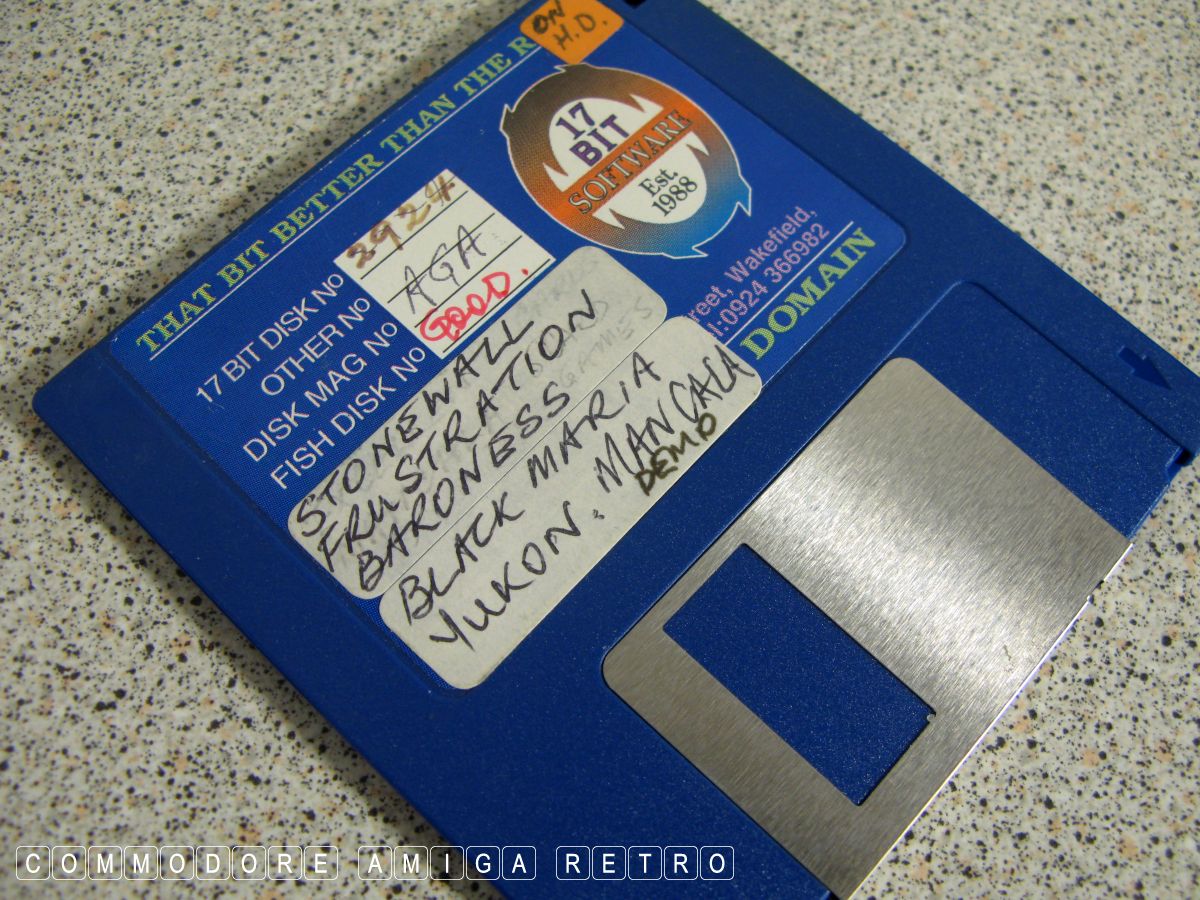 ON
H.D.
THAT BIT BETTER THAN THE R
17
BIT
SOFTWARE
Est.
1988
17 BIT DISK No 3924
OTHER No
DISK MAG No AGA
FISH DISK No GOOD.
reet, Wakefield,
l:0924 366982
DOMAIN
STONEWALL
FRUSTRATION
BARONESS
BLACK MARIA
YUKON. MANCALA
DEMO
GAMES
COMMODORE AMIGA RETRO